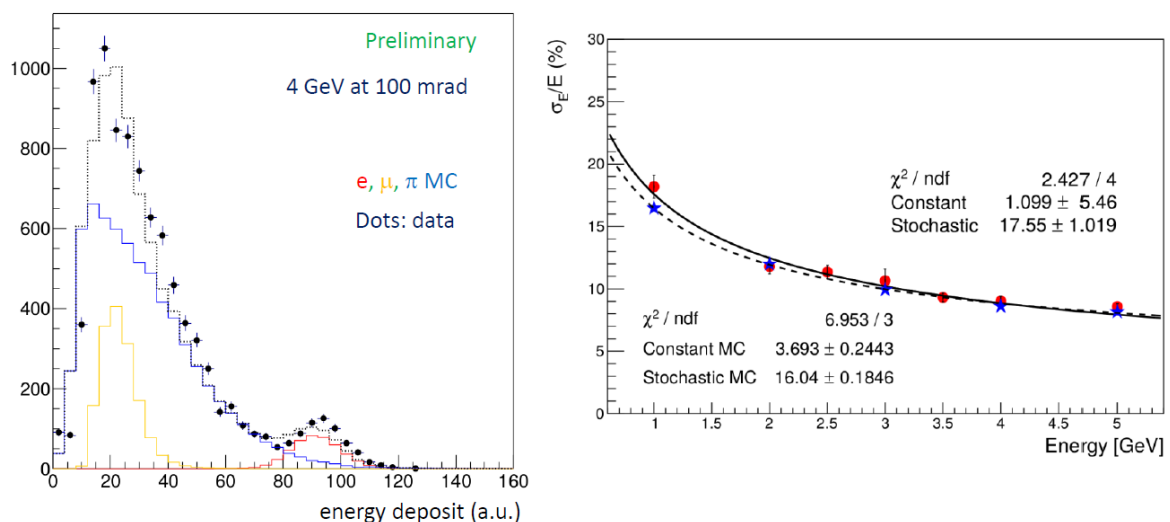 Preliminary
4 GeV at 100 mrad
e, μ, π MC
Dots: data
1000
800
600
400
200
0
0 20 40 60 80 100 120 140 160
energy deposit (a.u.)
σE/E (%)
30
25
20
15
10
5
0
χ² / ndf 2.427 / 4
Constant 1.099 ± 5.46
Stochastic 17.55 ± 1.019
χ² / ndf 6.953 / 3
Constant MC 3.693 ± 0.2443
Stochastic MC 16.04 ± 0.1846
1 1.5 2 2.5 3 3.5 4 4.5 5
Energy [GeV]